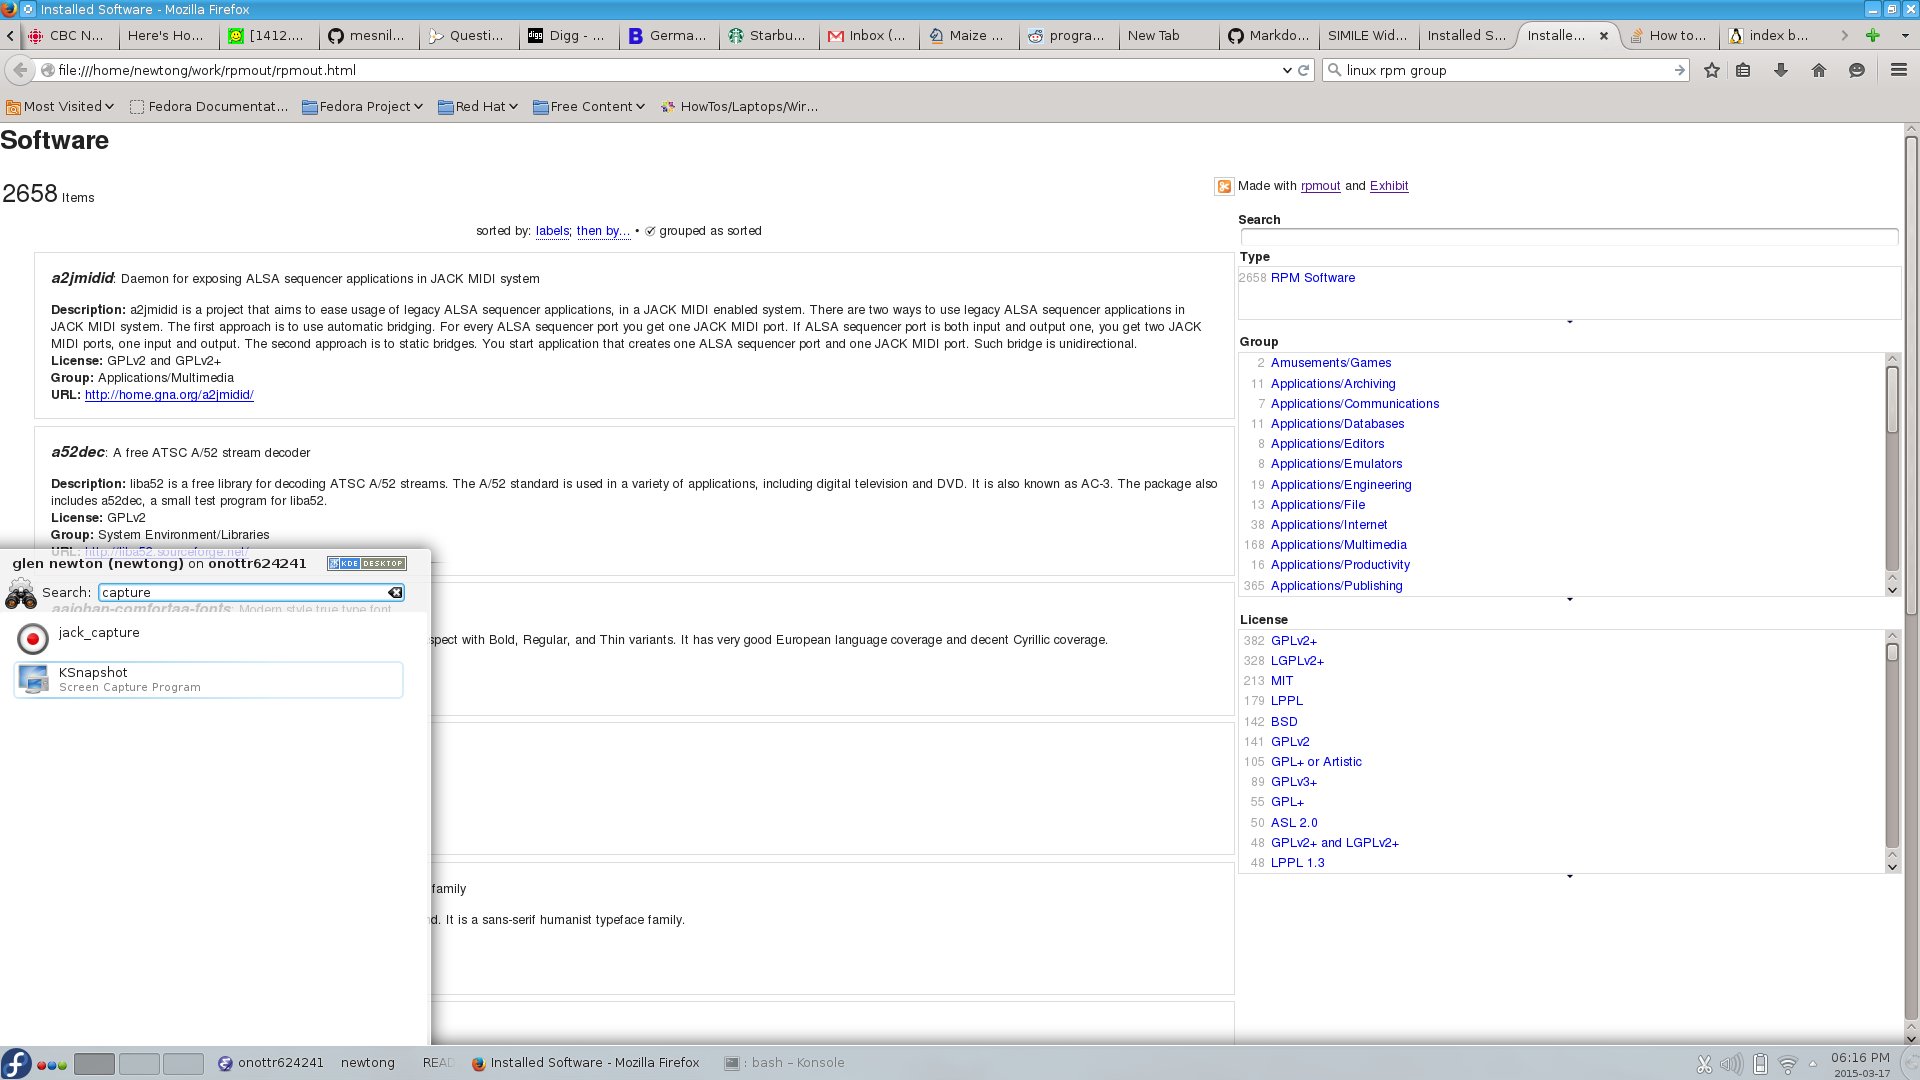 Installed Software - Mozilla Firefox
CBC N...
Here's Ho...
[1412....
mesnil...
Questi...
Digg - ...
Germa...
Starbu...
Inbox (...
Maize ...
progra...
New Tab
Markdo...
SIMILE Wid...
Installed S...
Installe...
How to...
index b...
file:///home/newtong/work/rpmout/rpmout.html
linux rpm group
Most Visited
Fedora Documentat...
Fedora Project
Red Hat
Free Content
HowTos/Laptops/Wir...
Software
2658 Items
sorted by: labels; then by... • grouped as sorted
a2jmidid: Daemon for exposing ALSA sequencer applications in JACK MIDI system
Description: a2jmidid is a project that aims to ease usage of legacy ALSA sequencer applications, in a JACK MIDI enabled system. There are two ways to use legacy ALSA sequencer applications in
JACK MIDI system. The first approach is to use automatic bridging. For every ALSA sequencer port you get one JACK MIDI port. If ALSA sequencer port is both input and output one, you get two JACK
MIDI ports, one input and output. The second approach is to static bridges. You start application that creates one ALSA sequencer port and one JACK MIDI port. Such bridge is unidirectional.
License: GPLv2 and GPLv2+
Group: Applications/Multimedia
URL: http://home.gna.org/a2jmidid/
a52dec: A free ATSC A/52 stream decoder
Description: liba52 is a free library for decoding ATSC A/52 streams. The A/52 standard is used in a variety of applications, including digital television and DVD. It is also known as AC-3. The package also
includes a52dec, a small test program for liba52.
License: GPLv2
Group: System Environment/Libraries
URL: http://liba52.sourceforge.net/
glen newton (newtong) on onottr624241
KDE DESKTOP
Search: capture
aajohan-comfortaa-fonts: Modern style true type font
jack_capture
KSnapshot
Screen Capture Program
spect with Bold, Regular, and Thin variants. It has very good European language coverage and decent Cyrillic coverage.
family
d. It is a sans-serif humanist typeface family.
Made with rpmout and Exhibit
Search
Type
2658 RPM Software
Group
2 Amusements/Games
11 Applications/Archiving
7 Applications/Communications
11 Applications/Databases
8 Applications/Editors
8 Applications/Emulators
19 Applications/Engineering
13 Applications/File
38 Applications/Internet
168 Applications/Multimedia
16 Applications/Productivity
365 Applications/Publishing
License
382 GPLv2+
328 LGPLv2+
213 MIT
179 LPPL
142 BSD
141 GPLv2
105 GPL+ or Artistic
89 GPLv3+
55 GPL+
50 ASL 2.0
48 GPLv2+ and LGPLv2+
48 LPPL 1.3
onottr624241
newtong
READ
Installed Software - Mozilla Firefox
: bash – Konsole
06:16 PM
2015-03-17